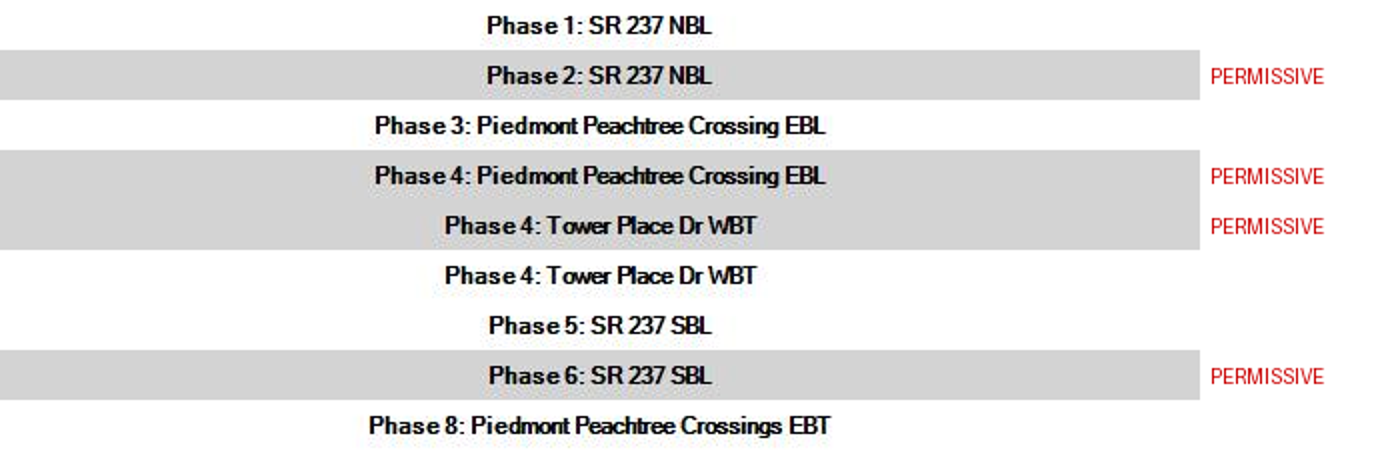 Phase 1: SR 237 NBL
Phase 2: SR 237 NBL PERMISSIVE
Phase 3: Piedmont Peachtree Crossing EBL
Phase 4: Piedmont Peachtree Crossing EBL PERMISSIVE
Phase 4: Tower Place Dr WBT PERMISSIVE
Phase 4: Tower Place Dr WBT
Phase 5: SR 237 SBL
Phase 6: SR 237 SBL PERMISSIVE
Phase 8: Piedmont Peachtree Crossings EBT